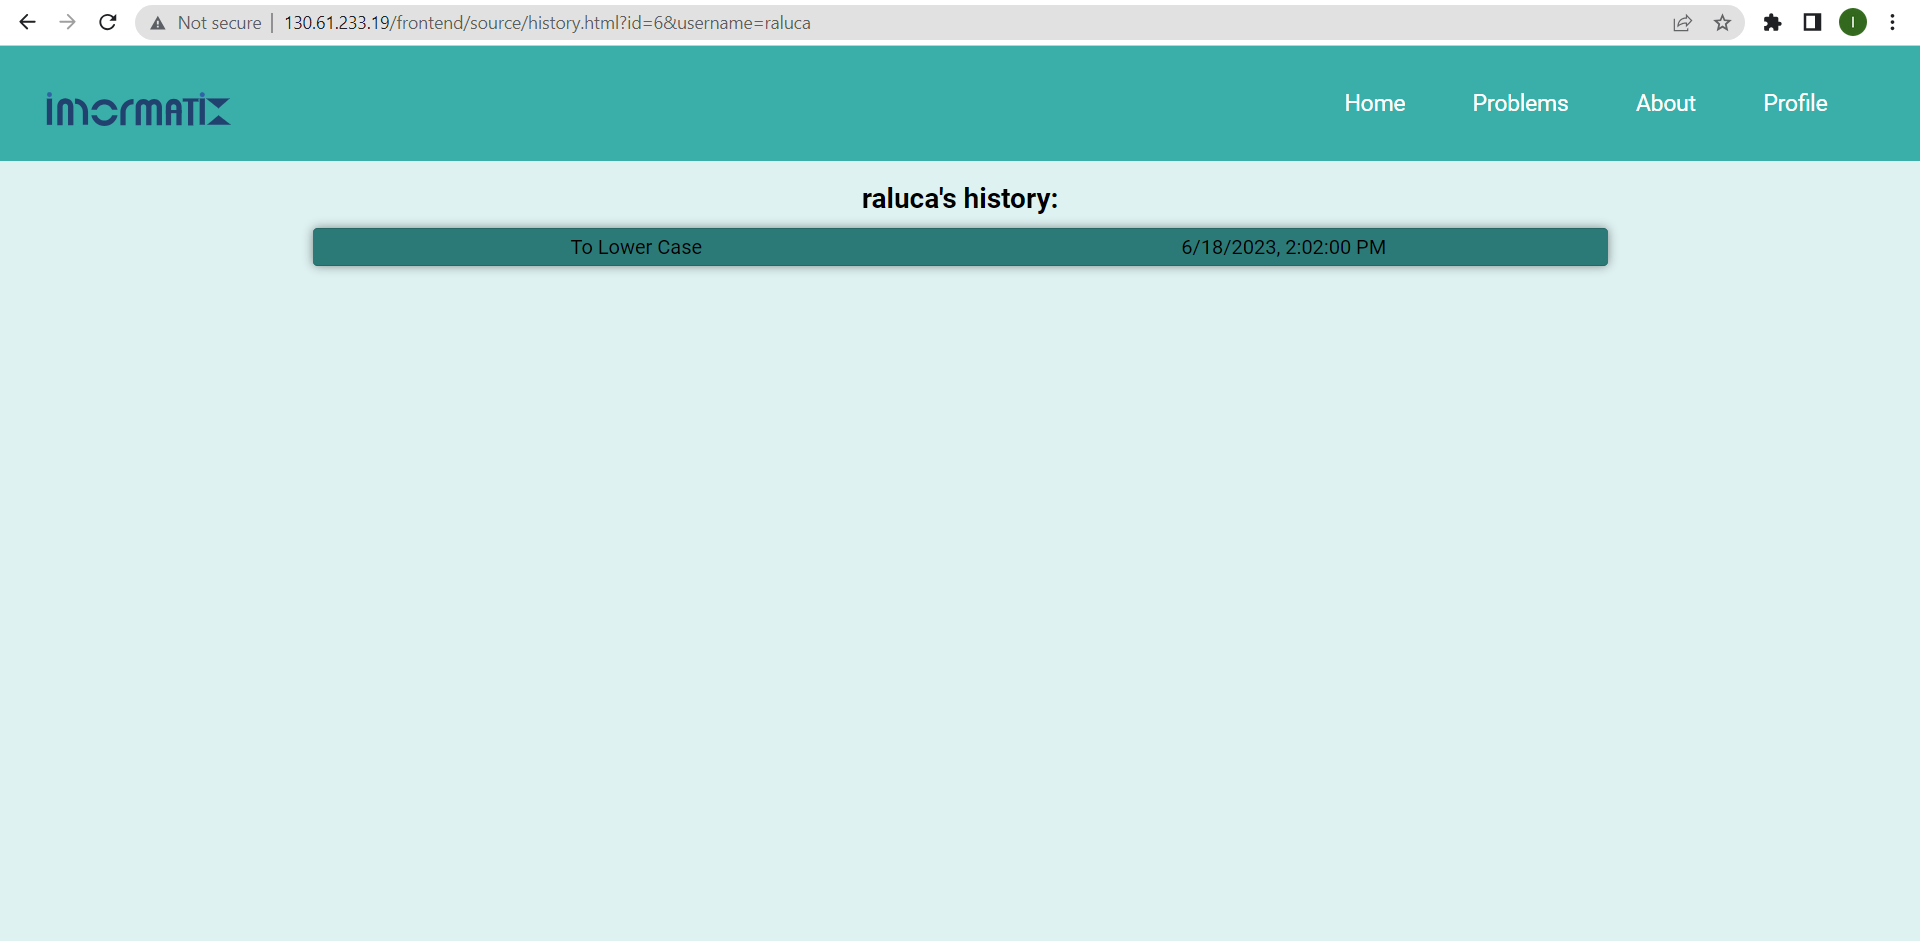 Not secure | 130.61.233.19/frontend/source/history.html?id=6&username=raluca
I
Home Problems About Profile
raluca's history:
To Lower Case 6/18/2023, 2:02:00 PM